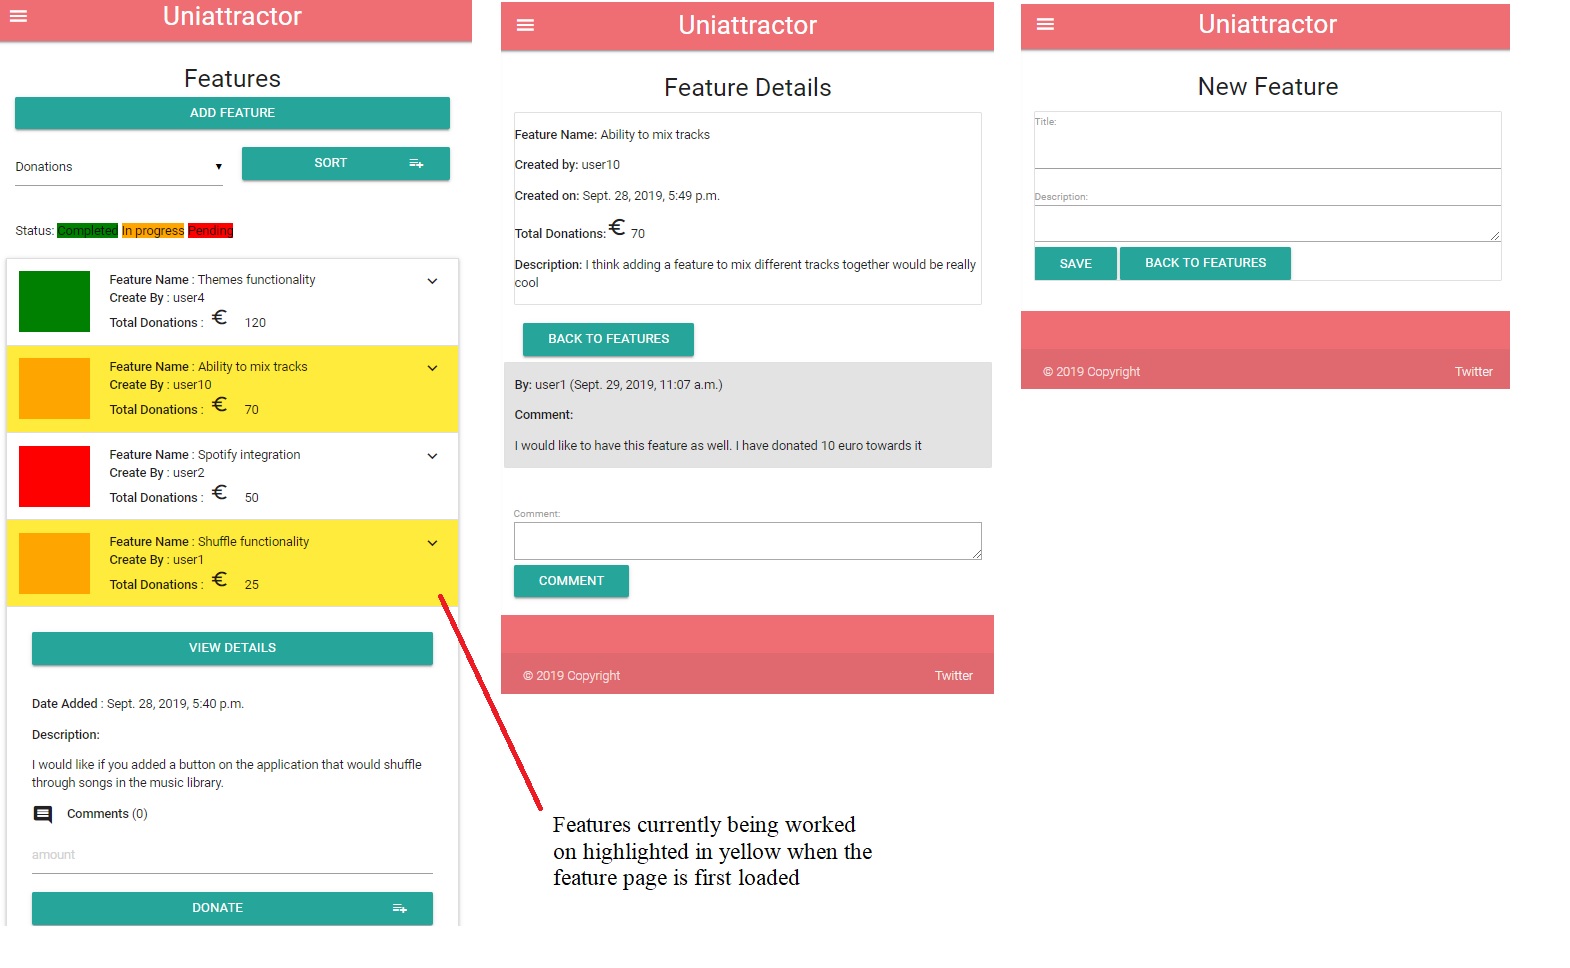 Uniattractor
Features
ADD FEATURE
Donations
SORT
Status: Completed In progress Pending
Feature Name : Themes functionality
Create By : user4
Total Donations : € 120
Feature Name : Ability to mix tracks
Create By : user10
Total Donations : € 70
Feature Name : Spotify integration
Create By : user2
Total Donations : € 50
Feature Name : Shuffle functionality
Create By : user1
Total Donations : € 25
VIEW DETAILS
Date Added : Sept. 28, 2019, 5:40 p.m.
Description:
I would like if you added a button on the application that would shuffle
through songs in the music library.
Comments (0)
amount
DONATE
Uniattractor
Feature Details
Feature Name: Ability to mix tracks
Created by: user10
Created on: Sept. 28, 2019, 5:49 p.m.
Total Donations: € 70
Description: I think adding a feature to mix different tracks together would be really
cool
BACK TO FEATURES
By: user1 (Sept. 29, 2019, 11:07 a.m.)
Comment:
I would like to have this feature as well. I have donated 10 euro towards it
Comment:
COMMENT
© 2019 Copyright
Twitter
Features currently being worked
on highlighted in yellow when the
feature page is first loaded
Uniattractor
New Feature
Title:
Description:
SAVE
BACK TO FEATURES
© 2019 Copyright
Twitter